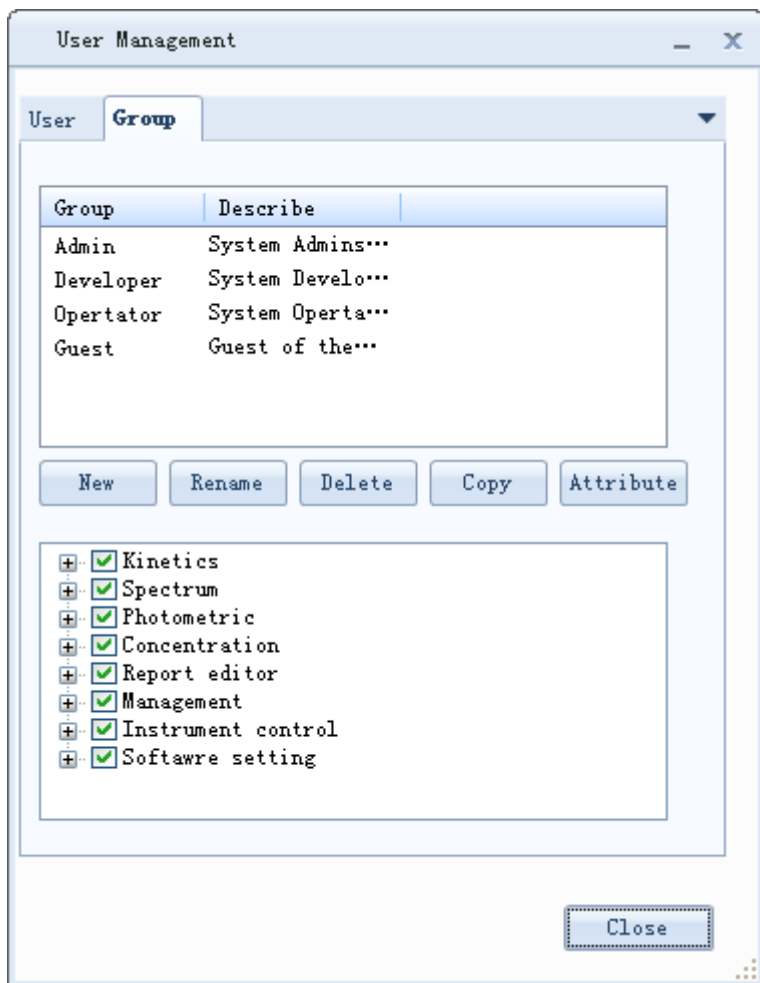 User Management
User Group
Group Describe
Admin System Admins···
Developer System Develo···
Opertator System Operta···
Guest Guest of the···
New Rename Delete Copy Attribute
Kinetics
Spectrum
Photometric
Concentration
Report editor
Management
Instrument control
Softawre setting
Close